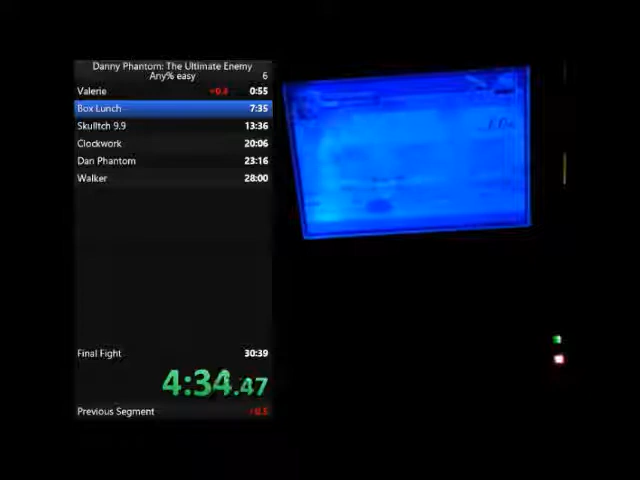 Danny Phantom: The Ultimate Enemy
Any% easy 6
Valerie 0:55
Box Lunch 7:35
Skulltch 9.9 13:36
Clockwork 20:06
Dan Phantom 23:16
Walker 28:00
Final Fight 30:39
4:34.47
Previous Segment